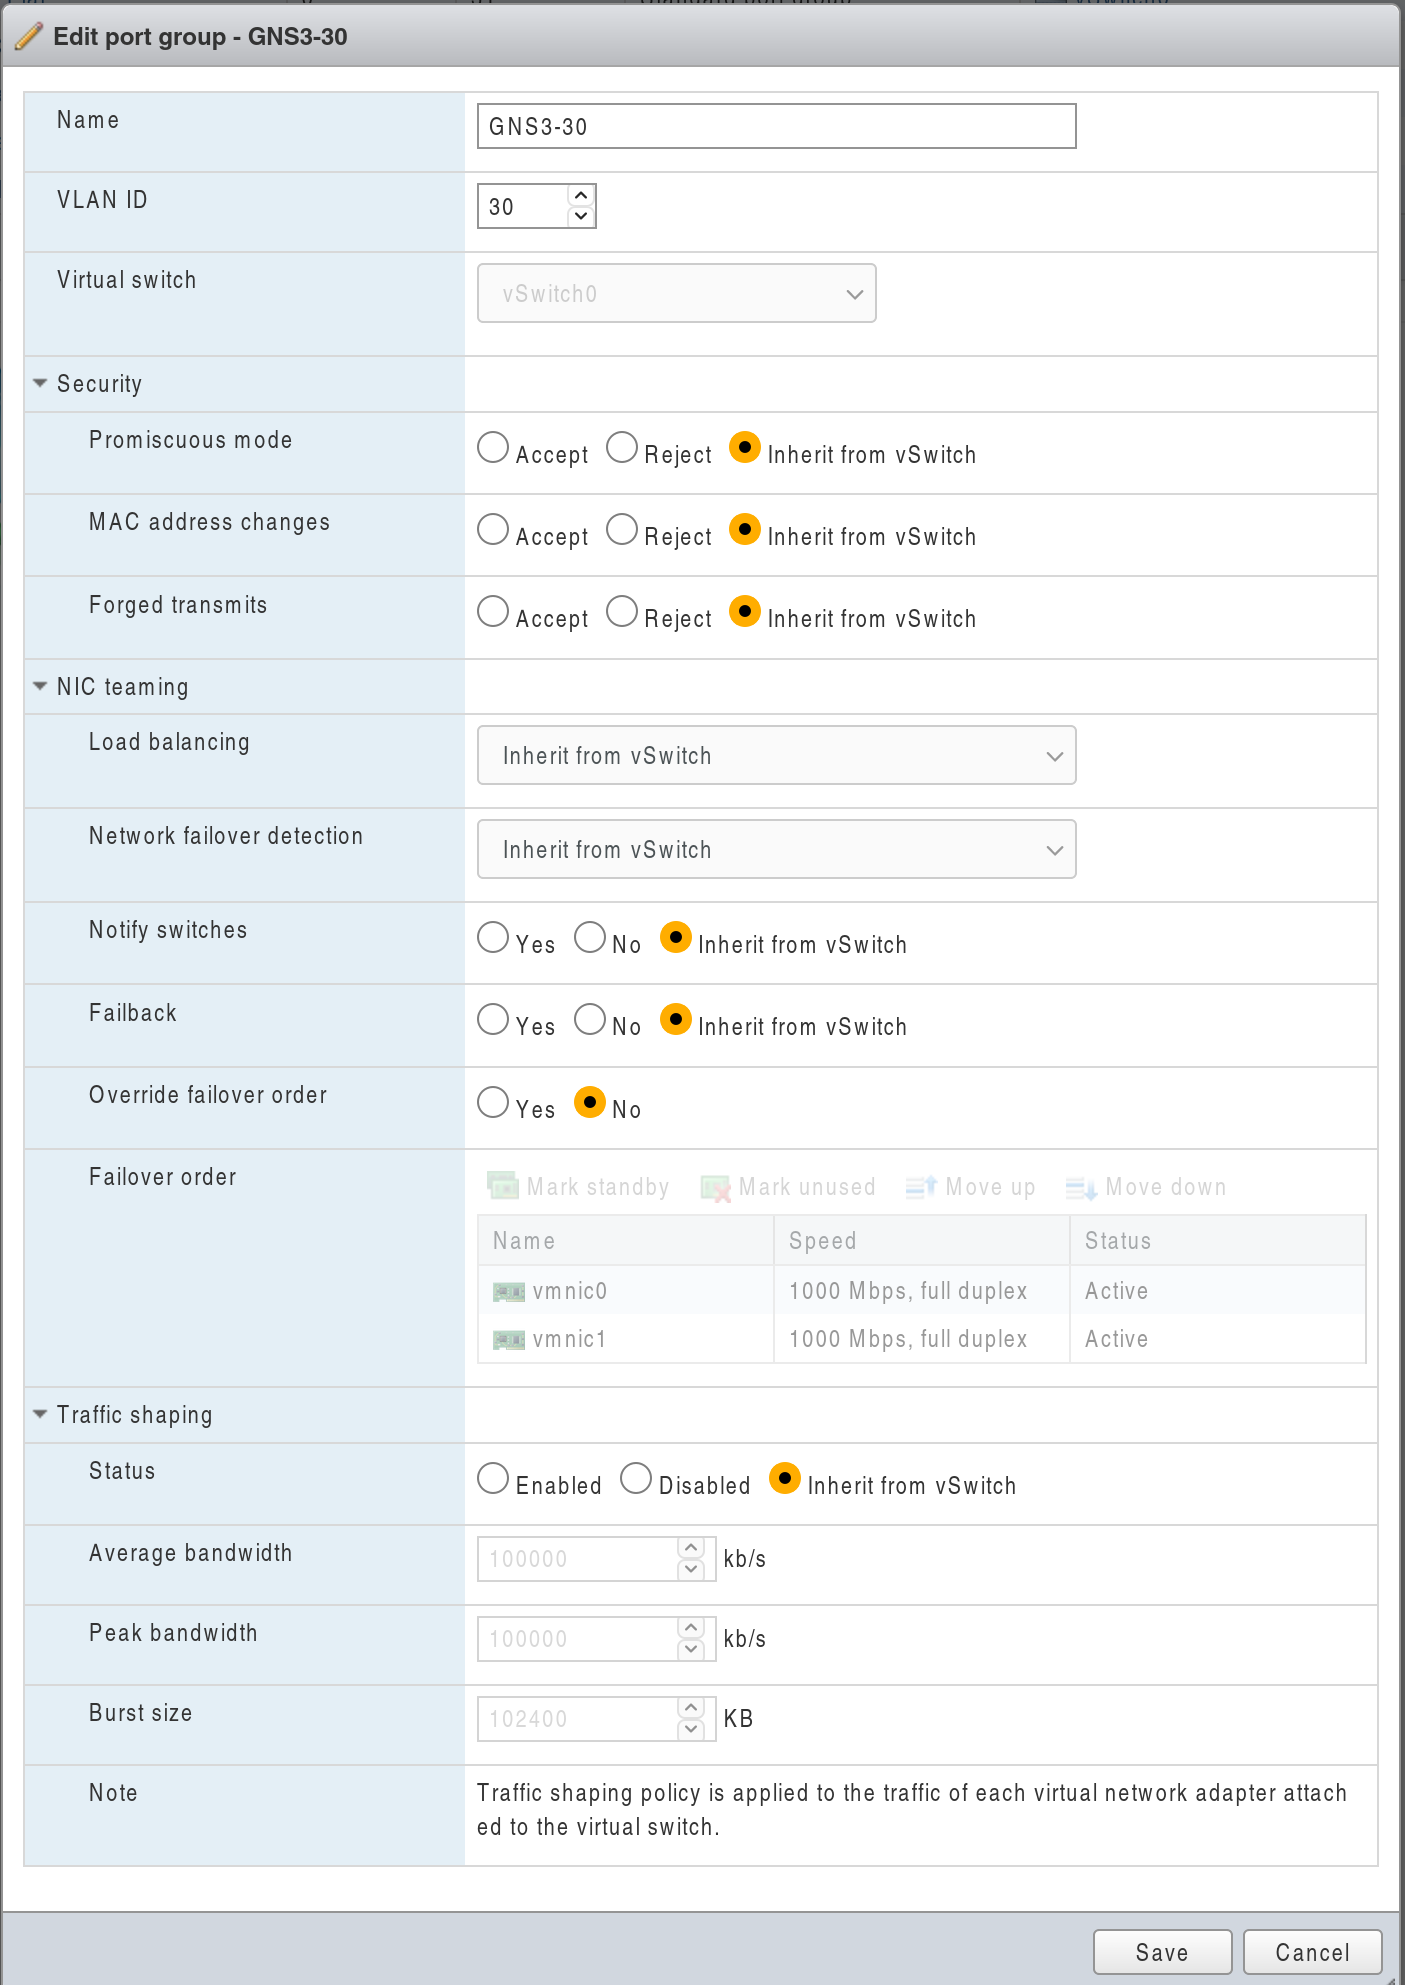 Edit port group - GNS3-30
Name
GNS3-30
VLAN ID
30
Virtual switch
vSwitch0
Security
Promiscuous mode
Accept Reject Inherit from vSwitch
MAC address changes
Accept Reject Inherit from vSwitch
Forged transmits
Accept Reject Inherit from vSwitch
NIC teaming
Load balancing
Inherit from vSwitch
Network failover detection
Inherit from vSwitch
Notify switches
Yes No Inherit from vSwitch
Failback
Yes No Inherit from vSwitch
Override failover order
Yes No
Failover order
Mark standby Mark unused Move up Move down
Name Speed Status
vmnic0 1000 Mbps, full duplex Active
vmnic1 1000 Mbps, full duplex Active
Traffic shaping
Status
Enabled Disabled Inherit from vSwitch
Average bandwidth
100000 kb/s
Peak bandwidth
100000 kb/s
Burst size
102400 KB
Note
Traffic shaping policy is applied to the traffic of each virtual network adapter attach
ed to the virtual switch.
Save Cancel